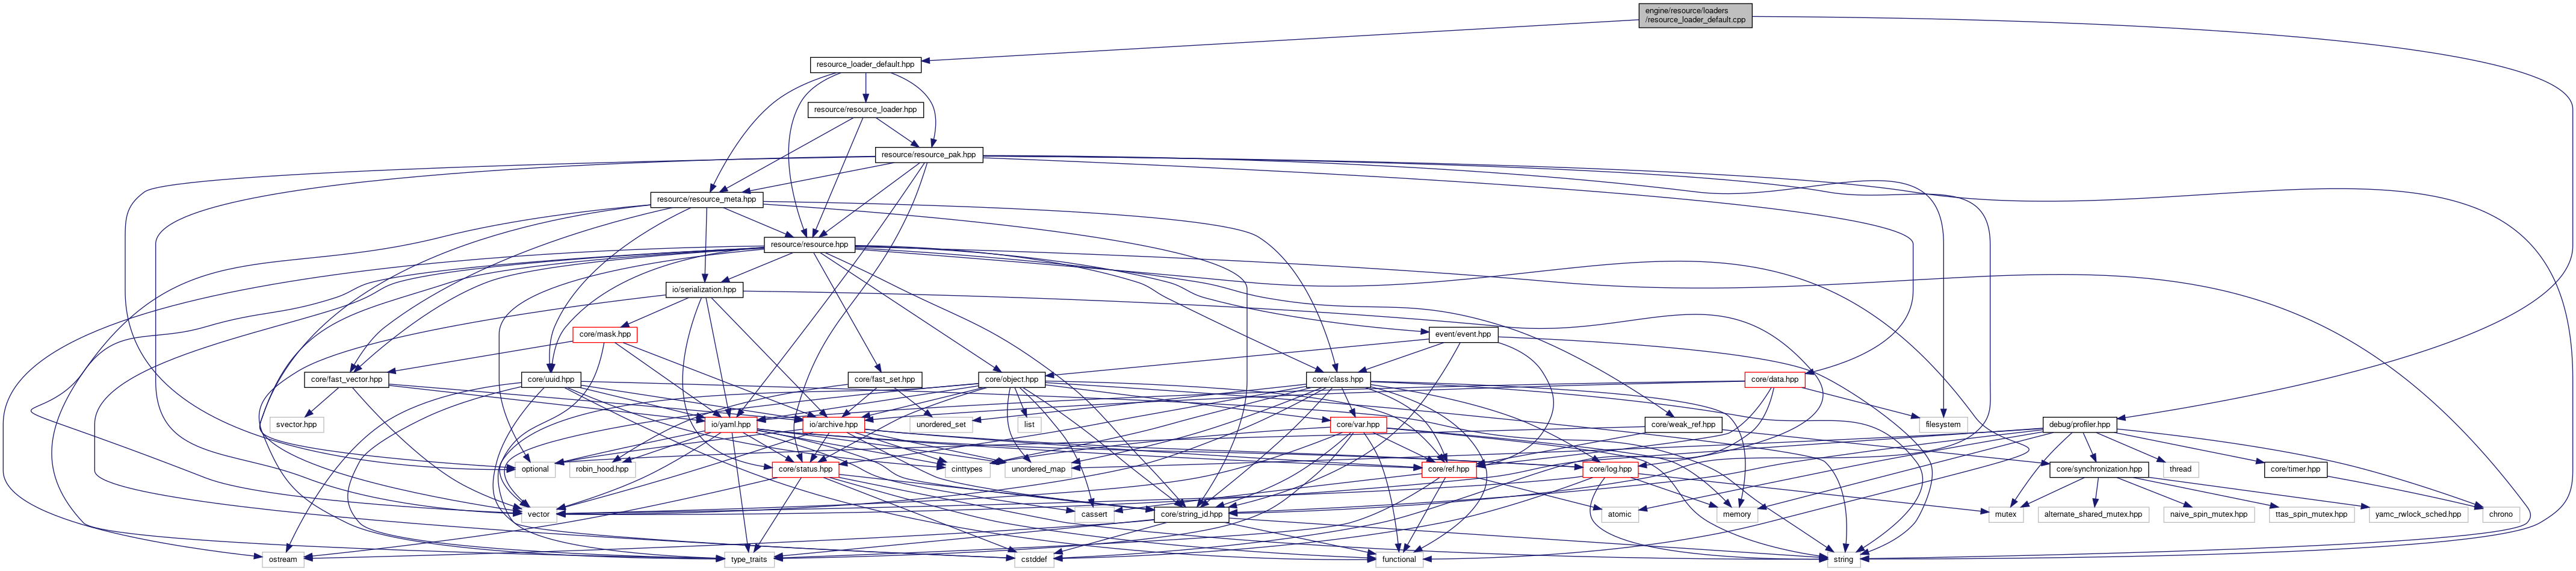 engine/resource/loaders
/resource_loader_default.cpp
resource_loader_default.hpp
resource/resource_loader.hpp
resource/resource_pak.hpp
resource/resource_meta.hpp
resource/resource.hpp
io/serialization.hpp
core/mask.hpp
event/event.hpp
core/fast_vector.hpp
core/uuid.hpp
core/fast_set.hpp
core/object.hpp
core/class.hpp
core/data.hpp
svector.hpp
io/yaml.hpp
io/archive.hpp
unordered_set
list
core/var.hpp
core/weak_ref.hpp
filesystem
debug/profiler.hpp
optional
robin_hood.hpp
core/status.hpp
cinttypes
unordered_map
core/ref.hpp
core/log.hpp
core/synchronization.hpp
thread
core/timer.hpp
vector
cassert
core/string_id.hpp
atomic
memory
mutex
alternate_shared_mutex.hpp
naive_spin_mutex.hpp
ttas_spin_mutex.hpp
yamc_rwlock_sched.hpp
chrono
ostream
type_traits
cstddef
functional
string